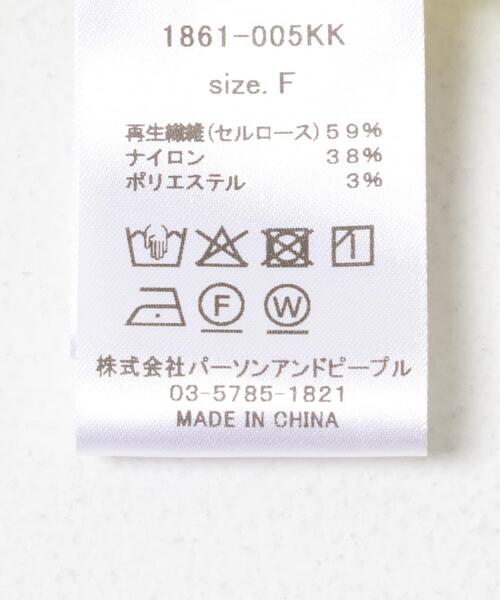 1861-005KK
size. F
再生繊維(セルロース)59%
ナイロン 38%
ポリエステル 3%
F W
株式会社パーソンアンドピープル
03-5785-1821
MADE IN CHINA